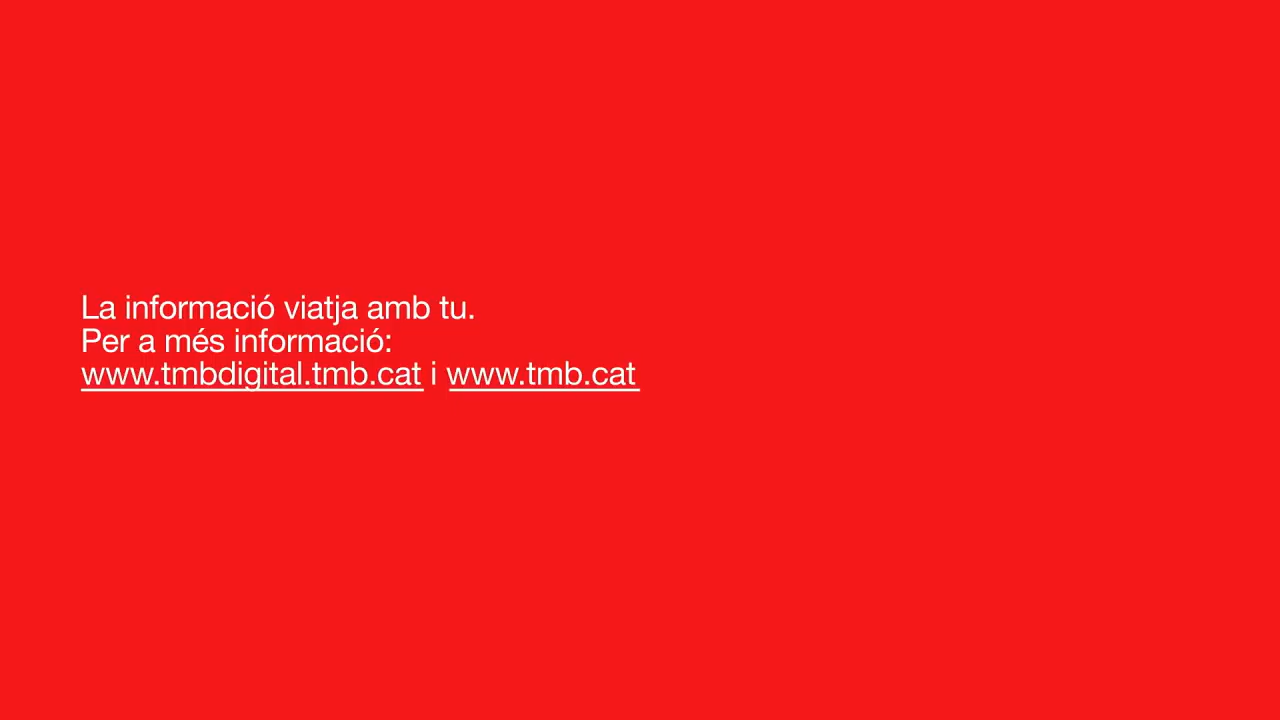 La informació viatja amb tu.
Per a més informació:
www.tmbdigital.tmb.cat i www.tmb.cat